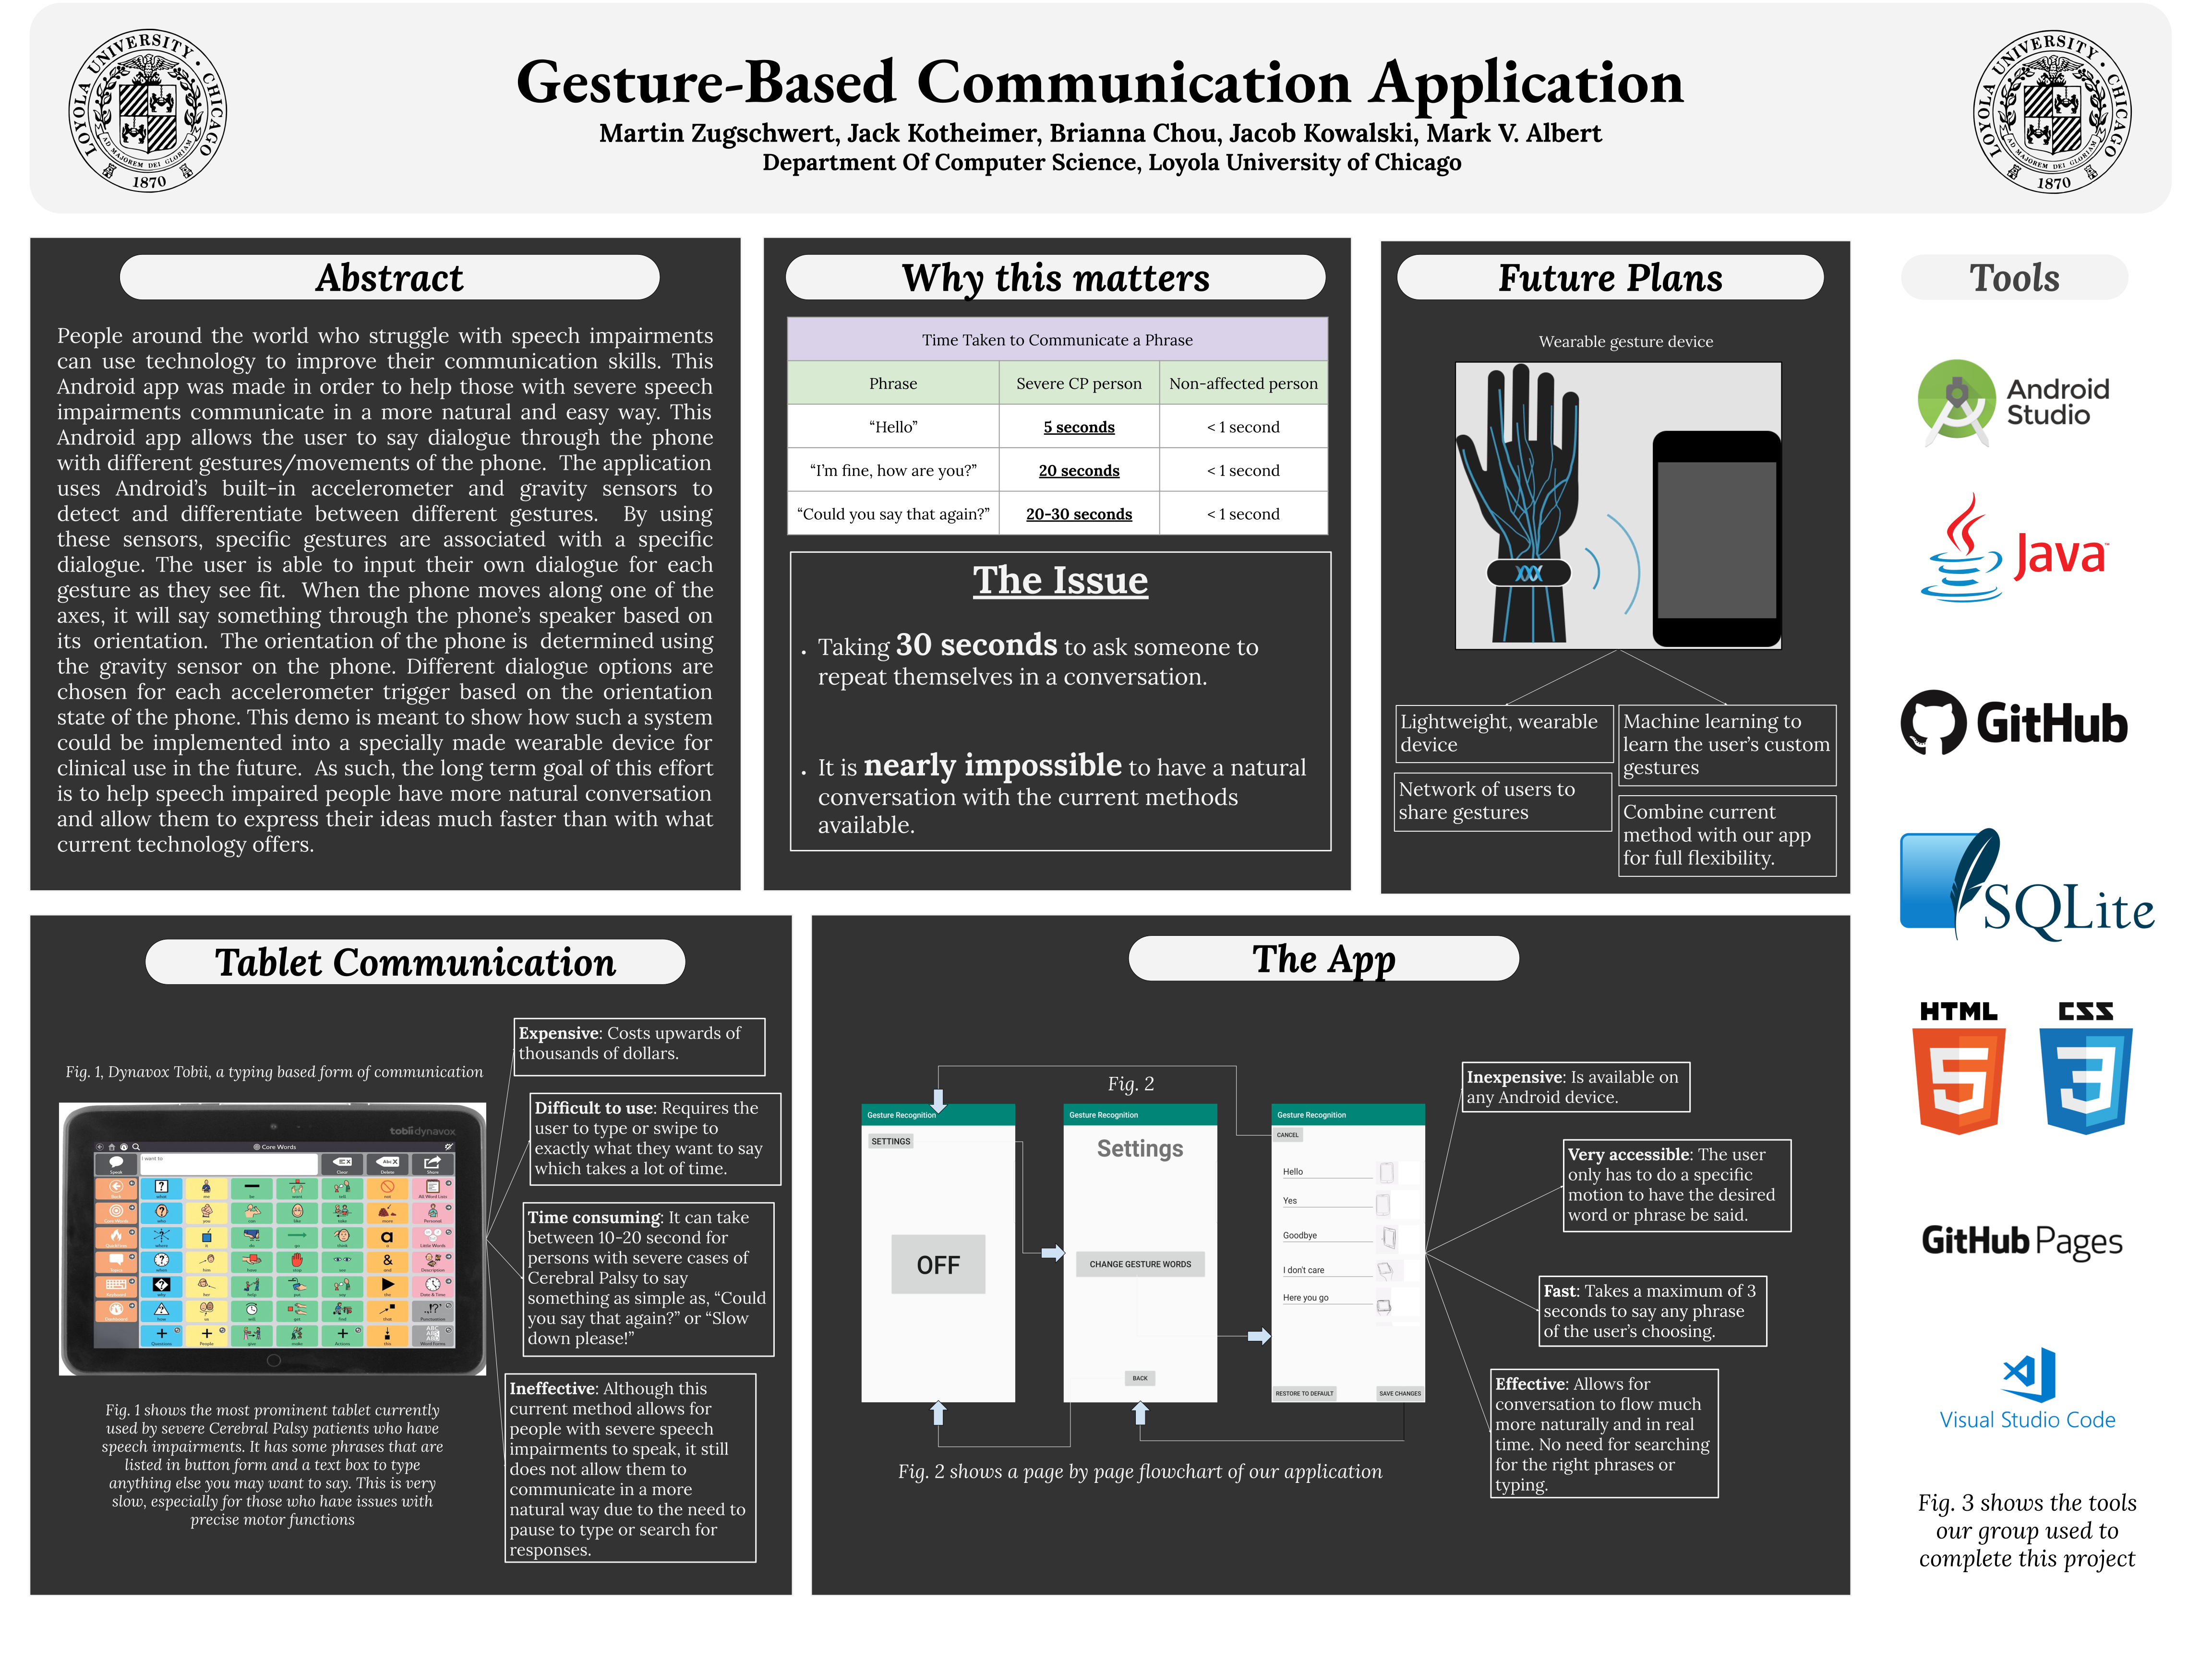 Gesture-Based Communication Application
Martin Zugschwert, Jack Kotheimer, Brianna Chou, Jacob Kowalski, Mark V. Albert
Department Of Computer Science, Loyola University of Chicago
LOYOLA UNIVERSITY • CHICAGO
AD MAJOREM DEI GLORIAM
1870
LOYOLA UNIVERSITY • CHICAGO
AD MAJOREM DEI GLORIAM
1870
Abstract
People around the world who struggle with speech impairments
can use technology to improve their communication skills. This
Android app was made in order to help those with severe speech
impairments communicate in a more natural and easy way. This
Android app allows the user to say dialogue through the phone
with different gestures/movements of the phone. The application
uses Android's built-in accelerometer and gravity sensors to
detect and differentiate between different gestures. By using
these sensors, specific gestures are associated with a specific
dialogue. The user is able to input their own dialogue for each
gesture as they see fit. When the phone moves along one of the
axes, it will say something through the phone's speaker based on
its orientation. The orientation of the phone is determined using
the gravity sensor on the phone. Different dialogue options are
chosen for each accelerometer trigger based on the orientation
state of the phone. This demo is meant to show how such a system
could be implemented into a specially made wearable device for
clinical use in the future. As such, the long term goal of this effort
is to help speech impaired people have more natural conversation
and allow them to express their ideas much faster than with what
current technology offers.
Why this matters
Time Taken to Communicate a Phrase
Phrase Severe CP person Non-affected person
“Hello” 5 seconds < 1 second
“I'm fine, how are you?” 20 seconds < 1 second
“Could you say that again?” 20-30 seconds < 1 second
The Issue
• Taking 30 seconds to ask someone to
repeat themselves in a conversation.
• It is nearly impossible to have a natural
conversation with the current methods
available.
Future Plans
Wearable gesture device
Lightweight, wearable
device
Network of users to
share gestures
Machine learning to
learn the user's custom
gestures
Combine current
method with our app
for full flexibility.
Tools
Android
Studio
Java™
GitHub
SQLite
HTML
5
CSS
3
GitHub Pages
Visual Studio Code
Fig. 3 shows the tools
our group used to
complete this project
Tablet Communication
Fig. 1, Dynavox Tobii, a typing based form of communication
tobii dynavox
Core Words
I want to
Speak
Clear
Delete
Share
Fig. 1 shows the most prominent tablet currently
used by severe Cerebral Palsy patients who have
speech impairments. It has some phrases that are
listed in button form and a text box to type
anything else you may want to say. This is very
slow, especially for those who have issues with
precise motor functions
Expensive: Costs upwards of
thousands of dollars.
Difficult to use: Requires the
user to type or swipe to
exactly what they want to say
which takes a lot of time.
Time consuming: It can take
between 10-20 second for
persons with severe cases of
Cerebral Palsy to say
something as simple as, “Could
you say that again?” or “Slow
down please!”
Ineffective: Although this
current method allows for
people with severe speech
impairments to speak, it still
does not allow them to
communicate in a more
natural way due to the need to
pause to type or search for
responses.
The App
Fig. 2
Gesture Recognition
SETTINGS
OFF
Gesture Recognition
Settings
CHANGE GESTURE WORDS
BACK
Gesture Recognition
CANCEL
Hello
Yes
Goodbye
I don't care
Here you go
RESTORE TO DEFAULT
SAVE CHANGES
Fig. 2 shows a page by page flowchart of our application
Inexpensive: Is available on
any Android device.
Very accessible: The user
only has to do a specific
motion to have the desired
word or phrase be said.
Fast: Takes a maximum of 3
seconds to say any phrase
of the user's choosing.
Effective: Allows for
conversation to flow much
more naturally and in real
time. No need for searching
for the right phrases or
typing.